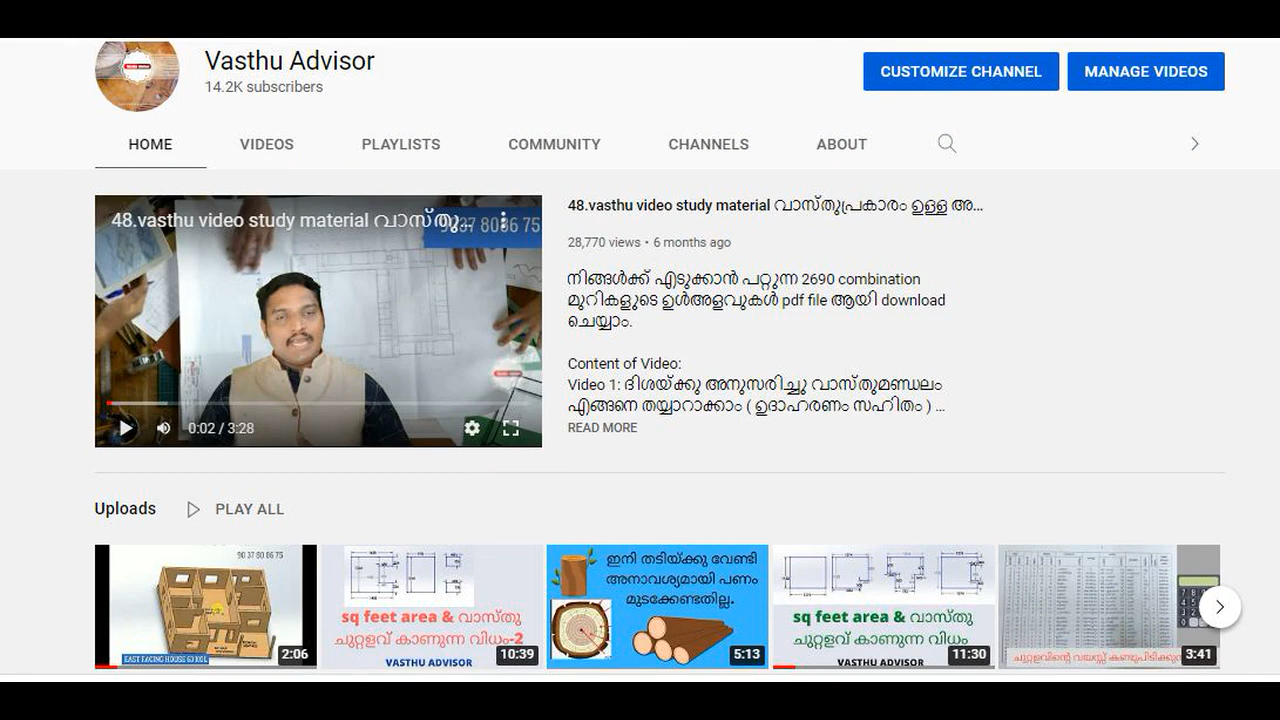 Vasthu Advisor
14.2K subscribers
CUSTOMIZE CHANNEL
MANAGE VIDEOS
HOME
VIDEOS
PLAYLISTS
COMMUNITY
CHANNELS
ABOUT
48.vasthu video study material വാസ്തു...
0:02 / 3:28
48.vasthu video study material വാസ്തുപ്രകാരം ഉള്ള അ...
28,770 views • 6 months ago
നിങ്ങൾക്ക് എടുക്കാൻ പറ്റുന്ന 2690 combination
മുറികളുടെ ഉൾഅളവുകൾ pdf file ആയി download
ചെയ്യാം.
Content of Video:
Video 1: ദിശയ്ക്കു അനുസരിച്ചു വാസ്തുമണ്ഡലം
എങ്ങനെ തയ്യാറാക്കാം ( ഉദാഹരണം സഹിതം ) ...
READ MORE
Uploads
PLAY ALL
90 37 80 86 75
EAST FACING HOUSE 63 KOL
2:06
sq feet area & വാസ്തു
ചുറ്റളവ് കാണുന്ന വിധം-2
VASTHU ADVISOR
10:39
ഇനി തടിയ്ക്കു വേണ്ടി
അനാവശ്യമായി പണം
മുടക്കേണ്ടതില്ല.
5:13
sq feet area & വാസ്തു
ചുറ്റളവ് കാണുന്ന വിധം
VASTHU ADVISOR
11:30
ചുറ്റളവിന്റെ വയസ്സ്
3:41